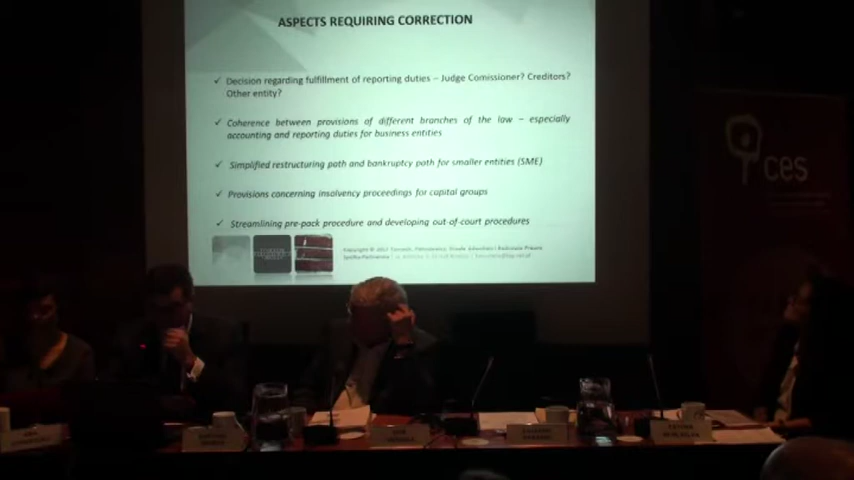 ASPECTS REQUIRING CORRECTION
✓ Decision regarding fulfillment of reporting duties – Judge Comissioner? Creditors?
Other entity?
✓ Coherence between provisions of different branches of the law – especially
accounting and reporting duties for business entities
✓ Simplified restructuring path and bankruptcy path for smaller entities (SME)
✓ Provisions concerning insolvency proceedings for capital groups
✓ Streamlining pre-pack procedure and developing out-of-court procedures
Copyright ©
ces